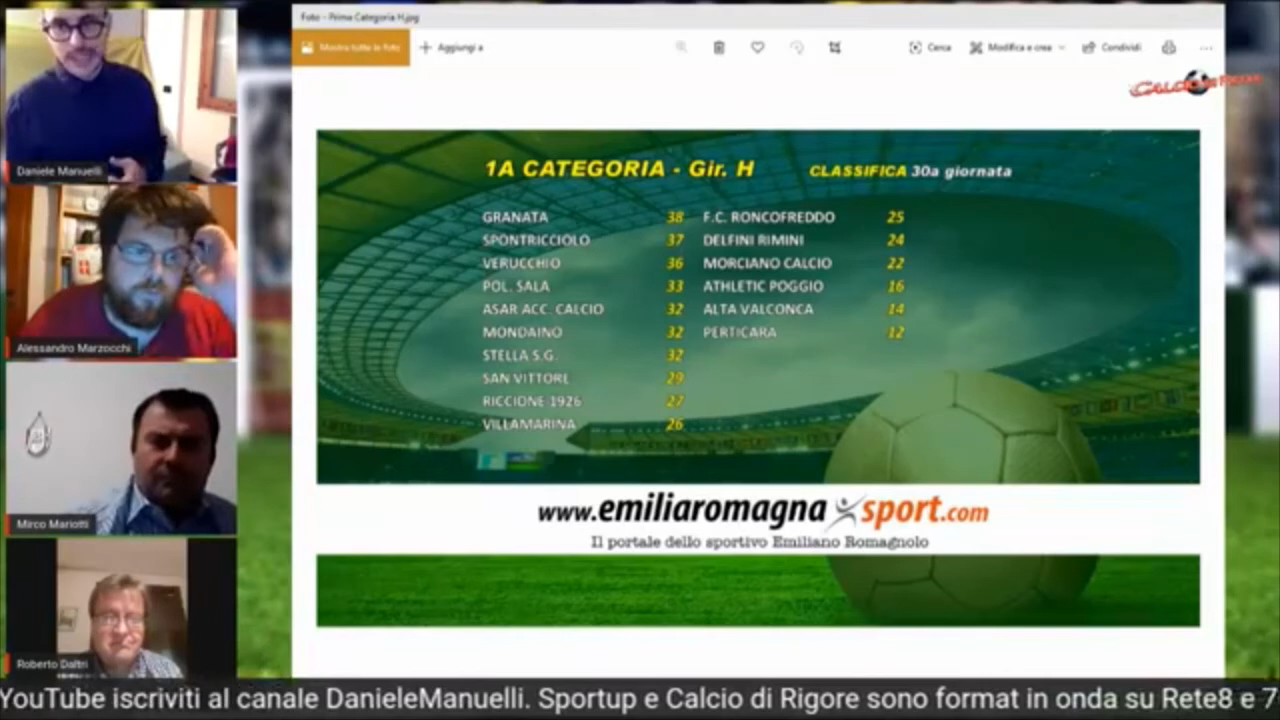 Foto - Prima Categoria H.jpg
Mostra tutte le foto
Aggiungi a
Cerca
Modifica e crea
Condividi
Daniele Manuelli
Alessandro Marzocchi
Mirco Mariotti
Roberto Daltri
1A CATEGORIA - Gir. H CLASSIFICA 30a giornata
GRANATA 38 F.C. RONCOFREDDO 25
SPONTRICCIOLO 37 DELFINI RIMINI 24
VERUCCHIO 36 MORCIANO CALCIO 22
POL. SALA 33 ATHLETIC POGGIO 16
ASAR ACC. CALCIO 32 ALTA VALCONCA 14
MONDAINO 32 PERTICARA 12
STELLA S.G. 32
SAN VITTORE 29
RICCIONE 1926 27
VILLAMARINA 26
www.emiliaromagnasport.com
Il portale dello sportivo Emiliano Romagnolo
YouTube iscriviti al canale DanieleManuelli. Sportup e Calcio di Rigore sono format in onda su Rete8 e 7